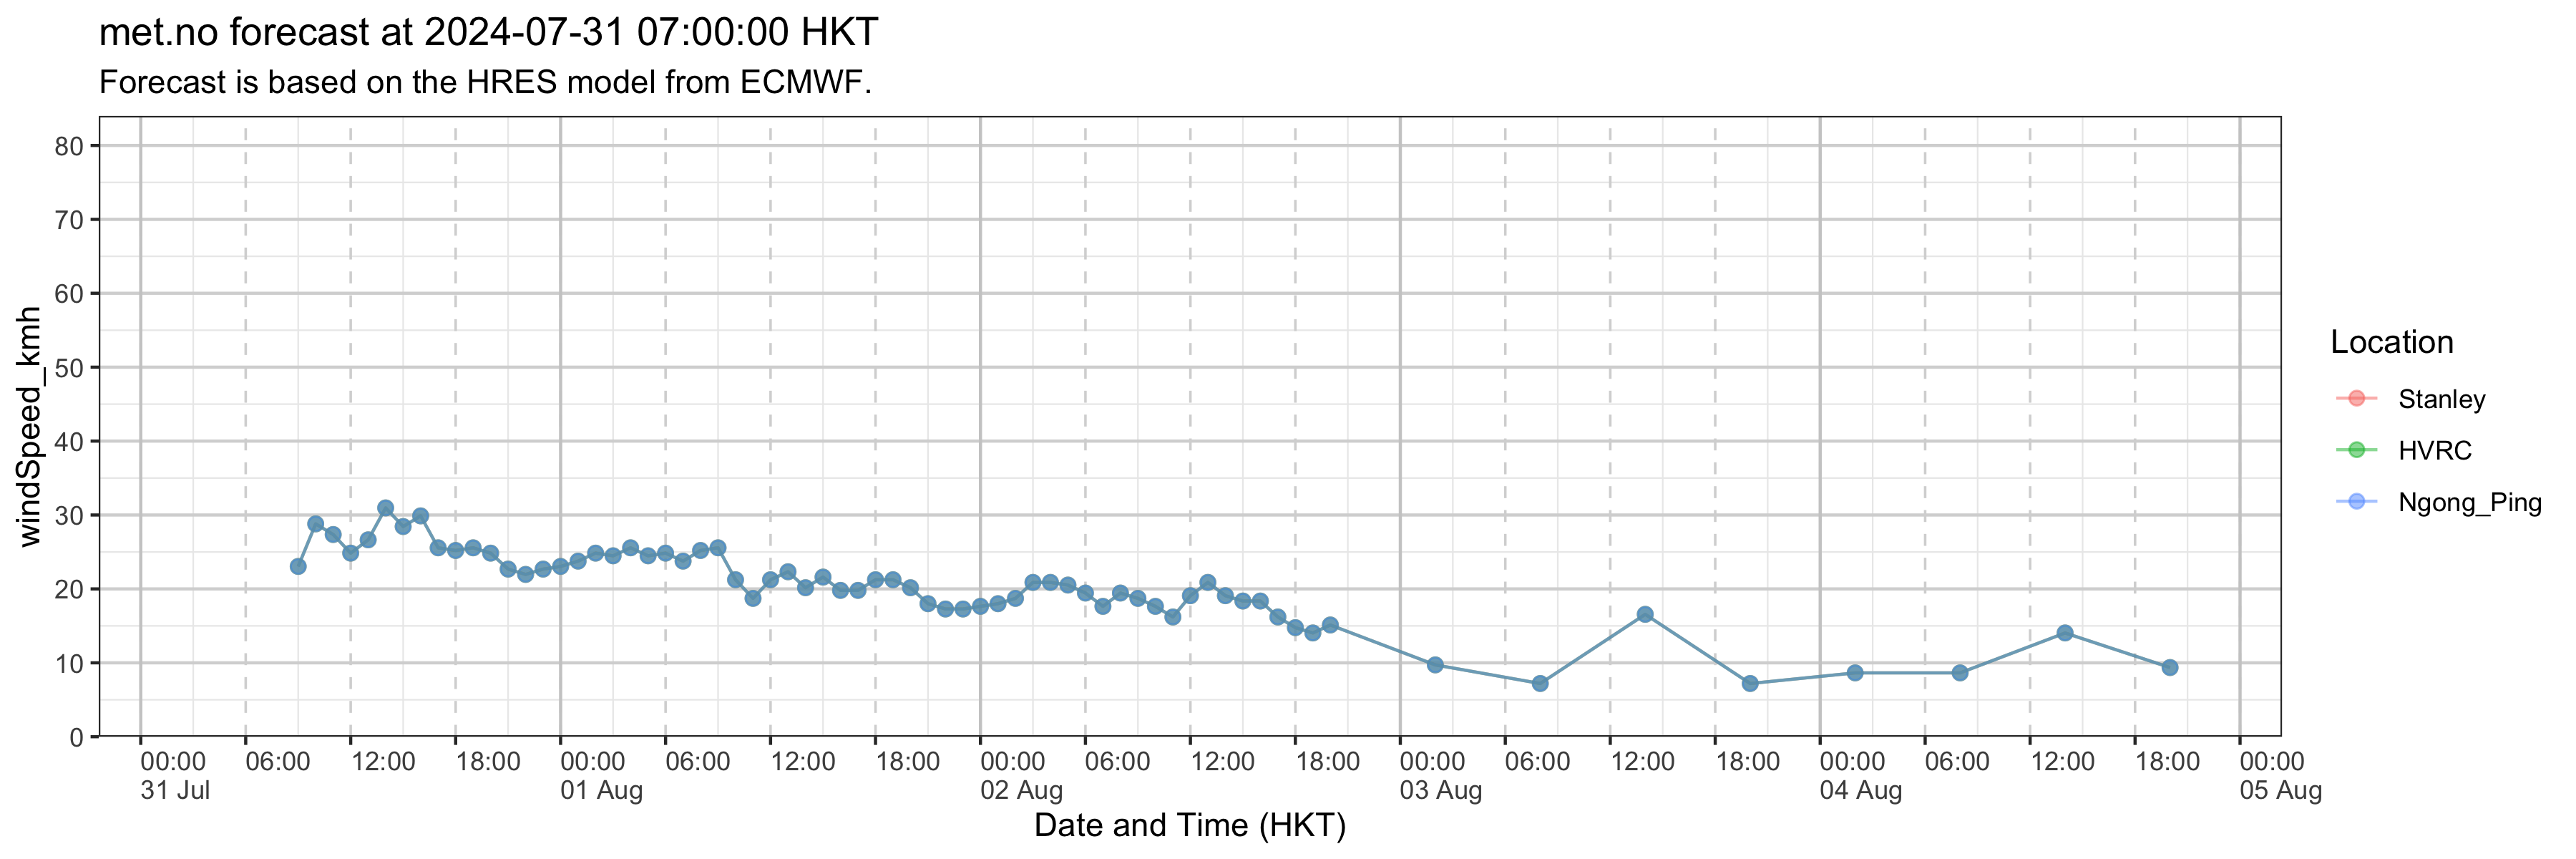 met.no forecast at 2024-07-31 07:00:00 HKT
Forecast is based on the HRES model from ECMWF.
windSpeed_kmh
80
70
60
50
40
30
20
10
0
00:00 06:00 12:00 18:00 00:00 06:00 12:00 18:00 00:00 06:00 12:00 18:00 00:00 06:00 12:00 18:00 00:00 06:00 12:00 18:00 00:00
31 Jul 01 Aug 02 Aug 03 Aug 04 Aug 05 Aug
Date and Time (HKT)
Location
Stanley
HVRC
Ngong_Ping